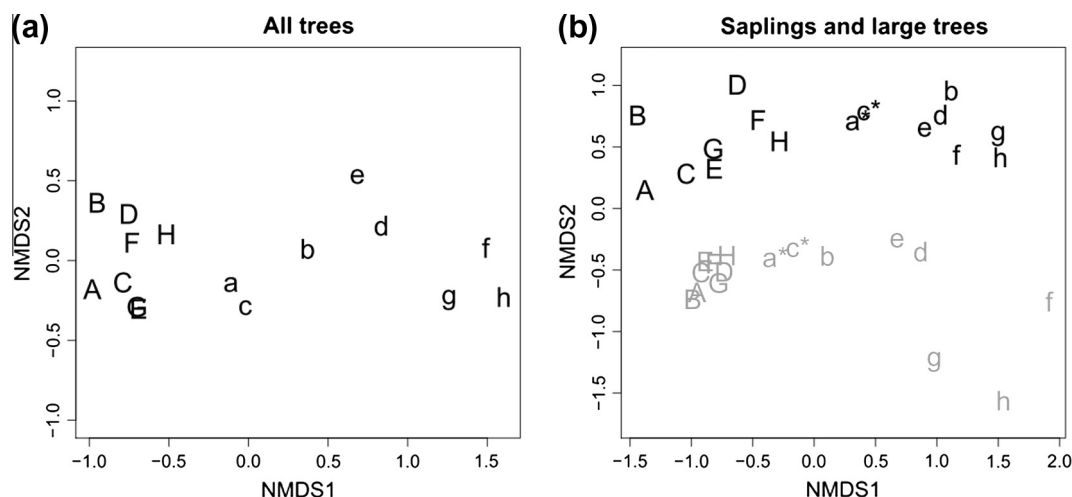 (a) All trees
NMDS2
1.0
0.5
0.0
−0.5
−1.0
e
B
D
d
F
H
b
f
A
C
a
G
E
c
g
h
−1.0 −0.5 0.0 0.5 1.0 1.5
NMDS1
(b) Saplings and large trees
NMDS2
1.0
0.5
0.0
−0.5
−1.0
−1.5
D
b
B
F
a*
c*
d
e
g
H
G
E
f
h
C
A
e
a*
c*
b
d
F
H
E
C
D
G
A
B
f
g
h
−1.5 −1.0 −0.5 0.0 0.5 1.0 1.5 2.0
NMDS1